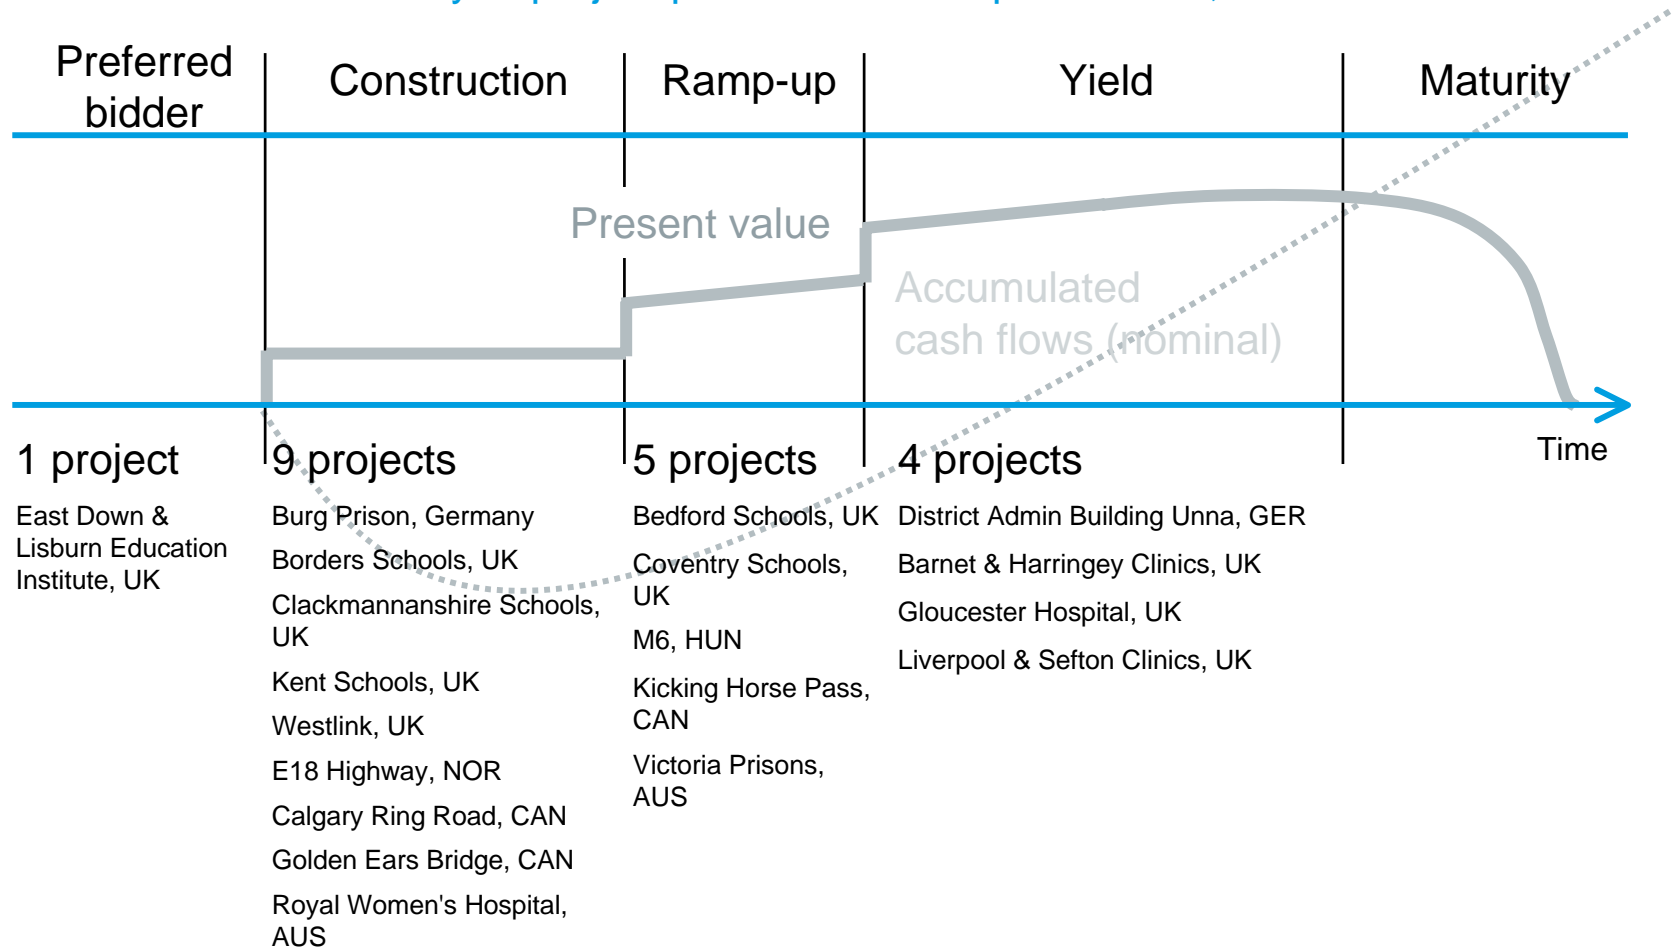 Preferred
bidder
Construction
Ramp-up
Yield
Maturity
Present value
Accumulated
cash flows (nominal)
Time
1 project
East Down &
Lisburn Education
Institute, UK
9 projects
Burg Prison, Germany
Borders Schools, UK
Clackmannanshire Schools,
UK
Kent Schools, UK
Westlink, UK
E18 Highway, NOR
Calgary Ring Road, CAN
Golden Ears Bridge, CAN
Royal Women's Hospital,
AUS
5 projects
Bedford Schools, UK
Coventry Schools,
UK
M6, HUN
Kicking Horse Pass,
CAN
Victoria Prisons,
AUS
4 projects
District Admin Building Unna, GER
Barnet & Harringey Clinics, UK
Gloucester Hospital, UK
Liverpool & Sefton Clinics, UK